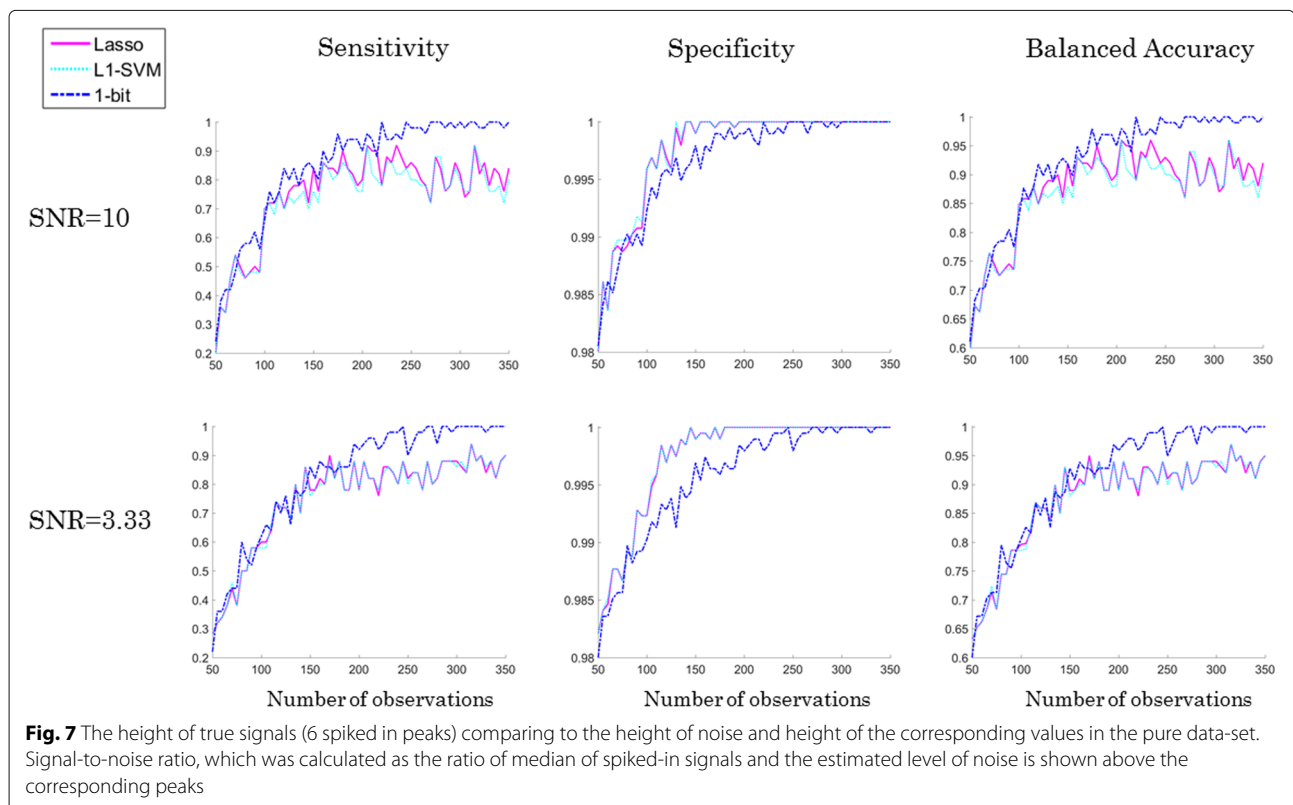 Lasso
L1-SVM
1-bit
Sensitivity
Specificity
Balanced Accuracy
SNR=10
1
0.9
0.8
0.7
0.6
0.5
0.4
0.3
0.2
50 100 150 200 250 300 350
1
0.995
0.99
0.985
0.98
50 100 150 200 250 300 350
1
0.95
0.9
0.85
0.8
0.75
0.7
0.65
0.6
50 100 150 200 250 300 350
SNR=3.33
1
0.9
0.8
0.7
0.6
0.5
0.4
0.3
0.2
50 100 150 200 250 300 350
Number of observations
1
0.995
0.99
0.985
0.98
50 100 150 200 250 300 350
Number of observations
1
0.95
0.9
0.85
0.8
0.75
0.7
0.65
0.6
50 100 150 200 250 300 350
Number of observations
Fig. 7 The height of true signals (6 spiked in peaks) comparing to the height of noise and height of the corresponding values in the pure data-set.
Signal-to-noise ratio, which was calculated as the ratio of median of spiked-in signals and the estimated level of noise is shown above the
corresponding peaks